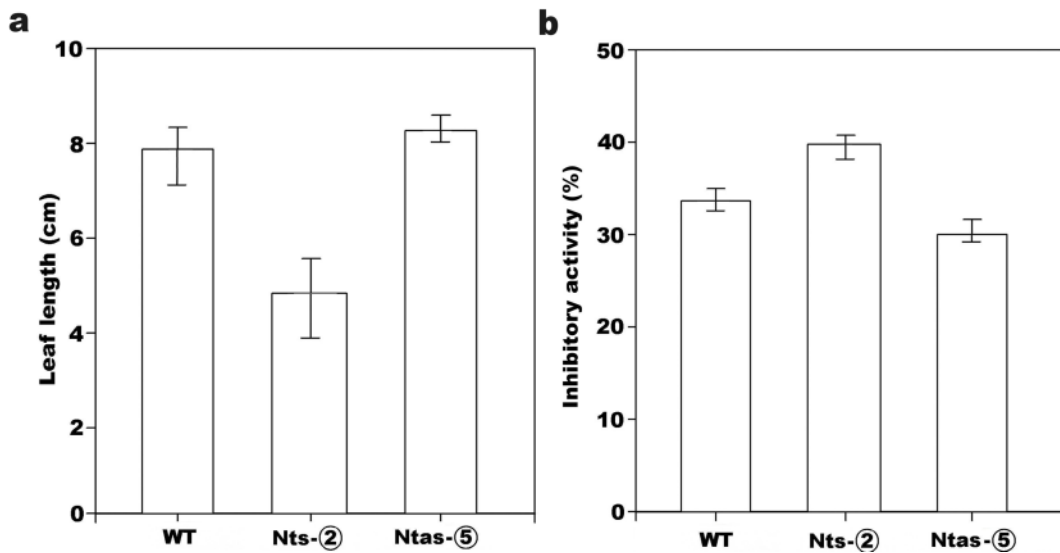 a
10
8
6
4
2
0
Leaf length (cm)
WT Nts-② Ntas-⑤
b
50
40
30
20
10
0
Inhibitory activity (%)
WT Nts-② Ntas-⑤